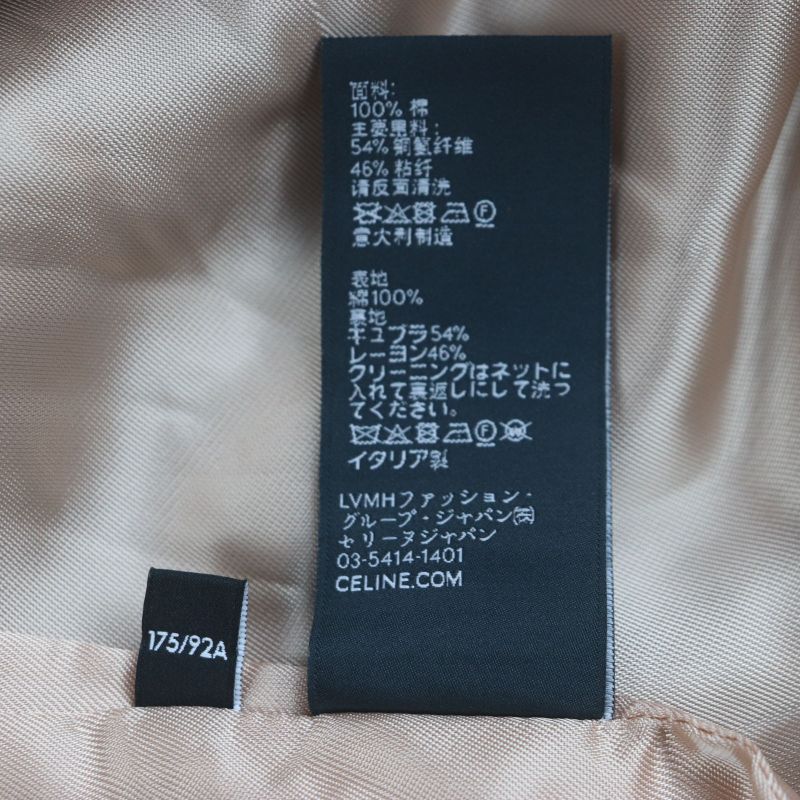 面料:
100% 棉
主要里料:
54% 铜氨纤维
46% 粘纤
请反面清洗
意大利制造
表地
綿100%
裏地
キュプラ54%
レーヨン46%
クリーニングはネットに
入れて裏返しにして洗っ
てください。
イタリア製
LVMHファッション・
グループ・ジャパン㈱
セリーヌジャパン
03-5414-1401
CELINE.COM
175/92A